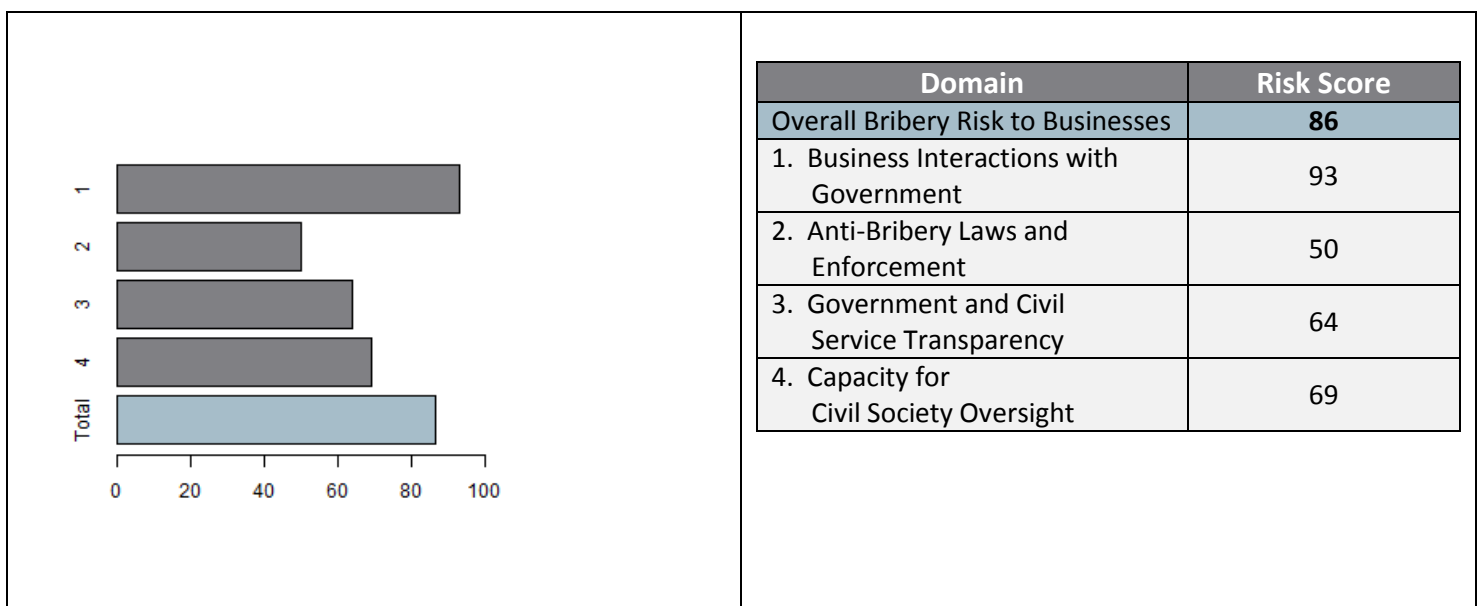 1
2
3
4
Total
0 20 40 60 80 100
Domain Risk Score
Overall Bribery Risk to Businesses 86
1. Business Interactions with
Government
93
2. Anti-Bribery Laws and
Enforcement
50
3. Government and Civil
Service Transparency
64
4. Capacity for
Civil Society Oversight
69